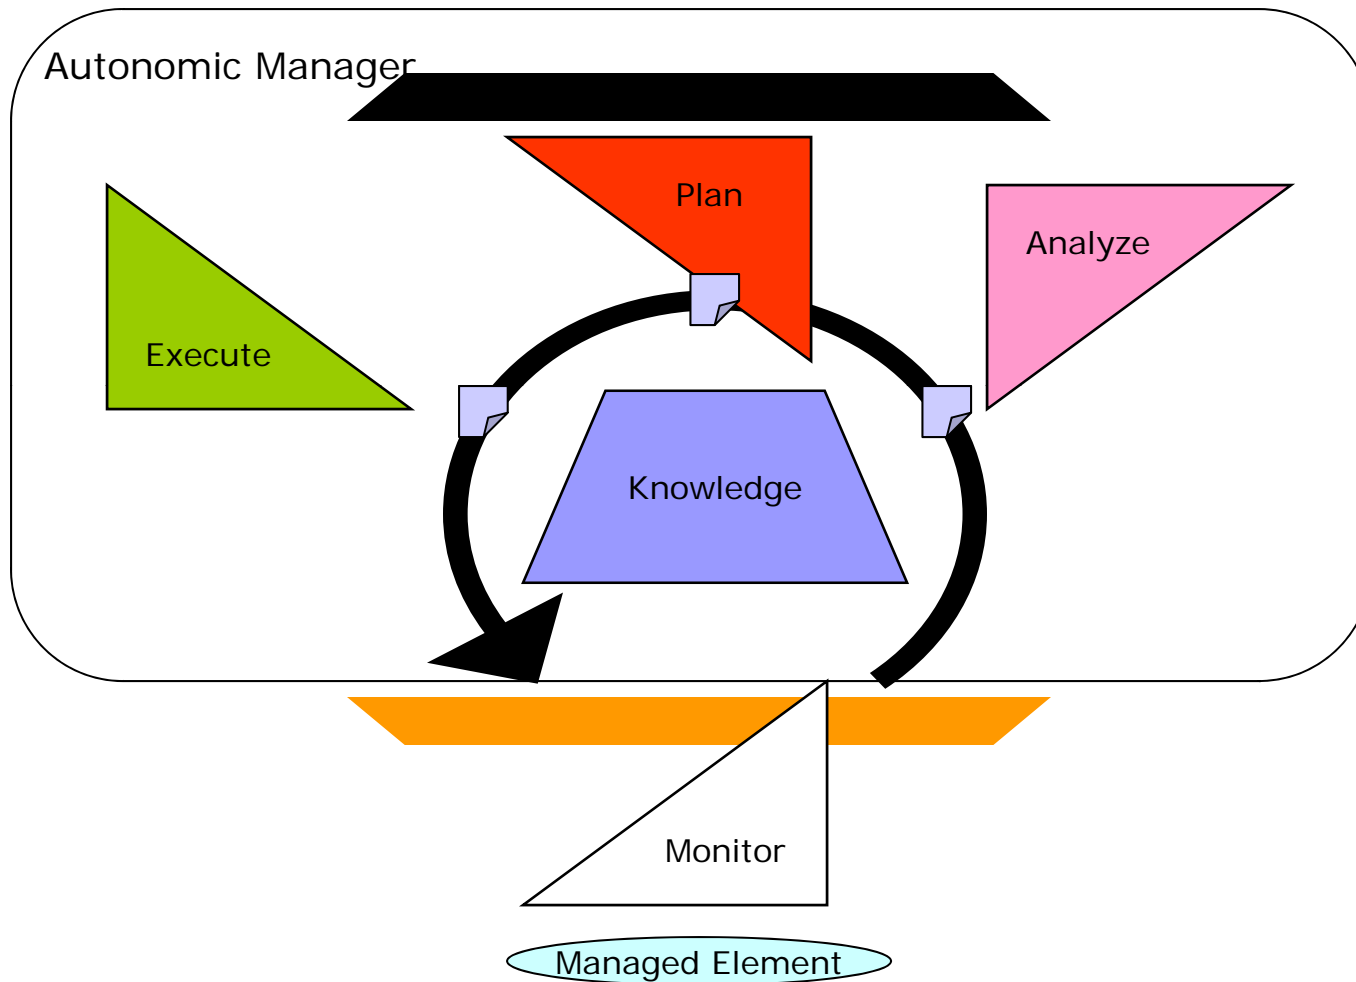 Autonomic Manager
Plan
Analyze
Execute
Knowledge
Monitor
Managed Element